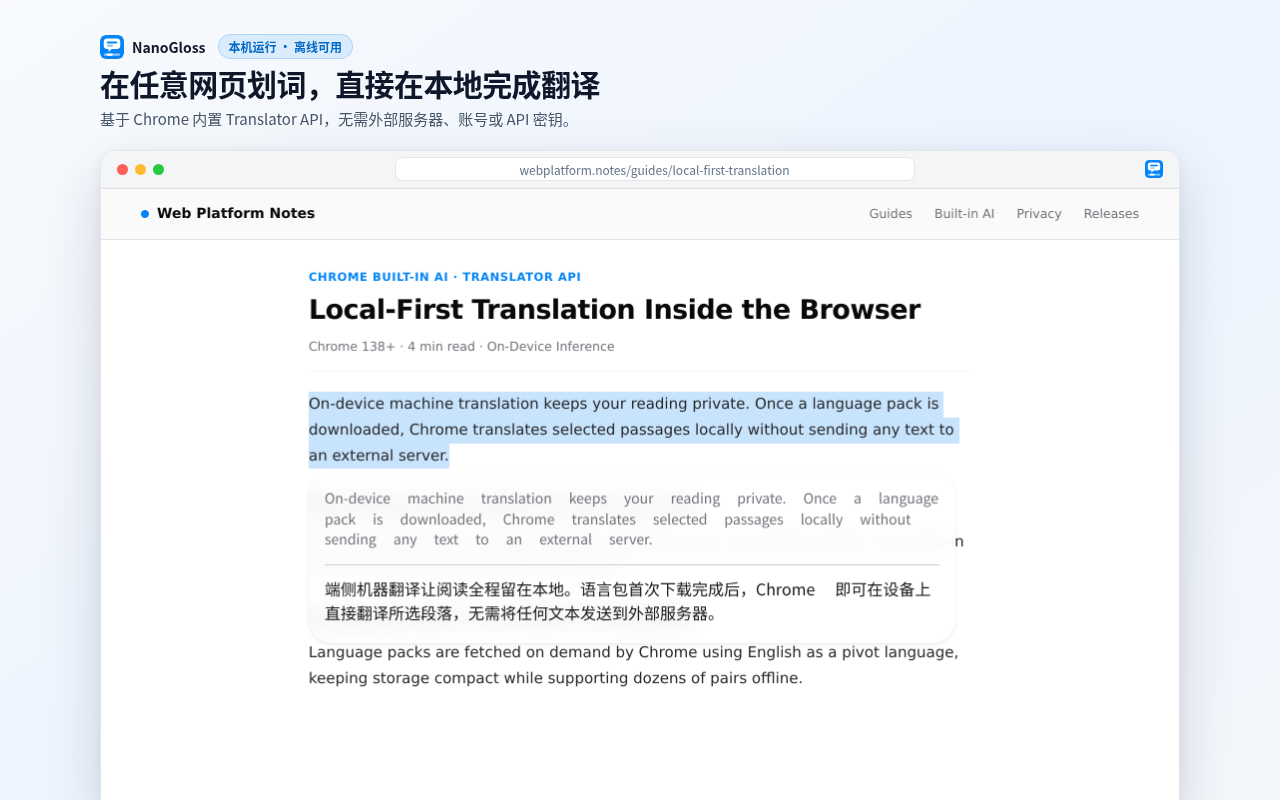 NanoGloss
本机运行 · 离线可用
在任意网页划词，直接在本地完成翻译
基于 Chrome 内置 Translator API，无需外部服务器、账号或 API 密钥。
webplatform.notes/guides/local-first-translation
Web Platform Notes
Guides Built-in AI Privacy Releases
CHROME BUILT-IN AI · TRANSLATOR API
Local-First Translation Inside the Browser
Chrome 138+ · 4 min read · On-Device Inference
On-device machine translation keeps your reading private. Once a language pack is
downloaded, Chrome translates selected passages locally without sending any text to
an external server.
On-device machine translation keeps your reading private. Once a language
pack is downloaded, Chrome translates selected passages locally without
sending any text to an external server.
端侧机器翻译让阅读全程留在本地。语言包首次下载完成后，Chrome 即可在设备上
直接翻译所选段落，无需将任何文本发送到外部服务器。
Language packs are fetched on demand by Chrome using English as a pivot language,
keeping storage compact while supporting dozens of pairs offline.